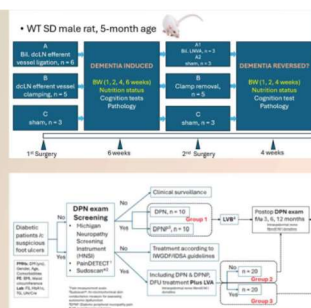 • WT SD male rat, 5-month age
A
Bil. dcLN efferent
vessel ligation, n = 6
B
dcLN efferent
vessel
clamping, n = 5
C
sham, n = 3
DEMENTIA INDUCED
BW (1, 2, 4, 6 weeks)
Nutrition status
Cognition tests
Pathology
A1
Bil. LNVA, n = 3
A2
sham, n = 3
B
Clamp removal,
n = 5
C
sham, n = 3
DEMENTIA REVERSED?
BW (1, 2, 4 weeks)
Nutrition status
Cognition tests
Pathology
1st Surgery
6 weeks
2nd Surgery
4 weeks
Diabetic
patients &
suspicious
foot ulcers
No
Yes
DPN exam
Screening
• Michigan
Neuropathy
Screening
Instrument
(MNSI)
• PainDETECT
• Sudoscan
No
Yes
No
Yes
Clinical surveillance
DPN, n = 10
Group 1
DPNP, n = 10
Treatment according to
IWGDF/IDSA guidelines
Including DPN & DPNP,
DFU treatment Plus LVA
LVB
Postop DPN exam
F/U 3, 6, 12 months
No
Yes
n = 20
Group 2
n = 20
Group 3